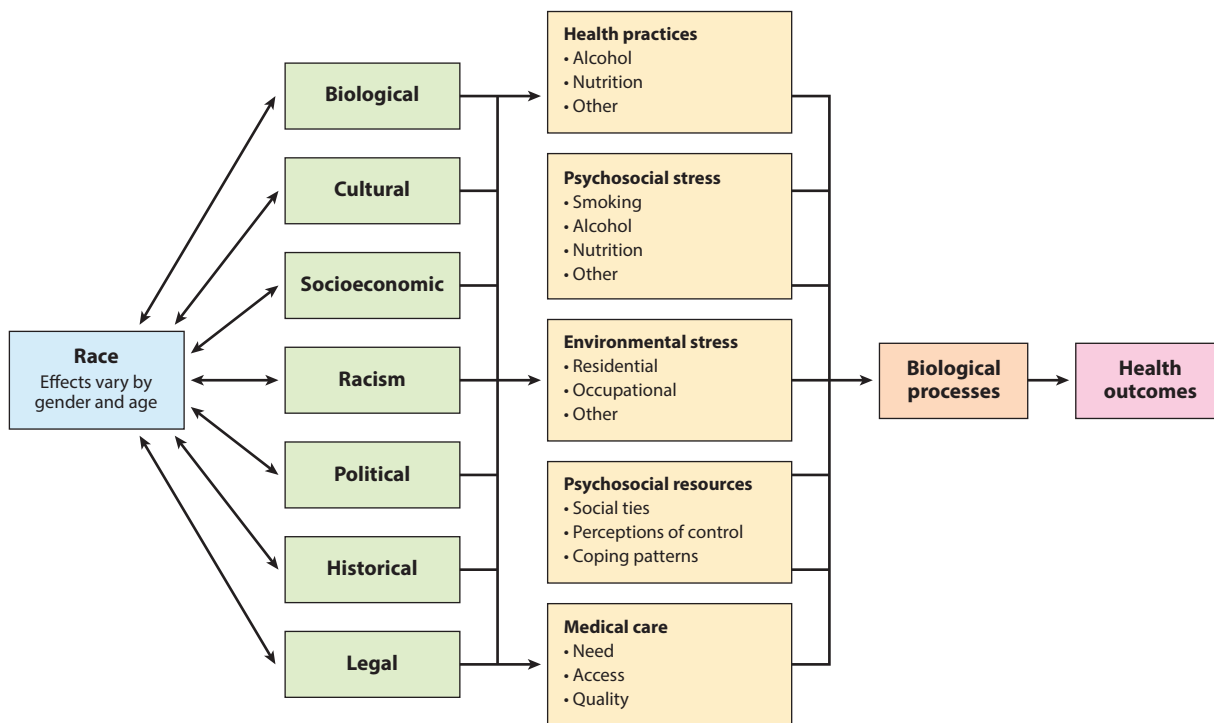 Race
Effects vary by
gender and age
Biological
Cultural
Socioeconomic
Racism
Political
Historical
Legal
Health practices
• Alcohol
• Nutrition
• Other
Psychosocial stress
• Smoking
• Alcohol
• Nutrition
• Other
Environmental stress
• Residential
• Occupational
• Other
Psychosocial resources
• Social ties
• Perceptions of control
• Coping patterns
Medical care
• Need
• Access
• Quality
Biological
processes
Health
outcomes